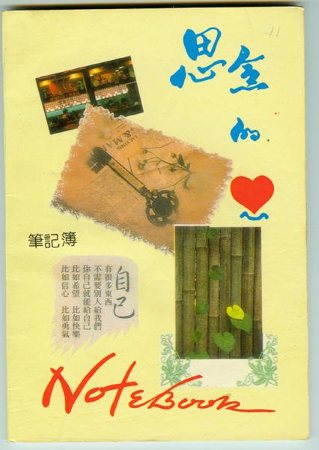 思念的心
& MA
筆記簿
自己
有很多東西
不需要別人給我們
你自己就能給自己
比如希望 比如快樂
比如信心 比如勇氣
NOTEBOOK